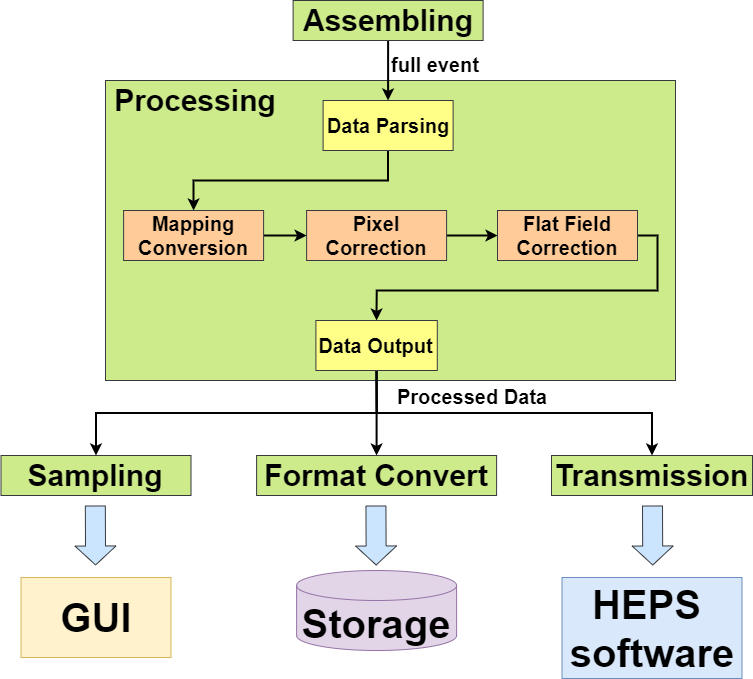 Assembling
full event
Processing
Data Parsing
Mapping
Conversion
Pixel
Correction
Flat Field
Correction
Data Output
Processed Data
Sampling
Format Convert
Transmission
GUI
Storage
HEPS
software